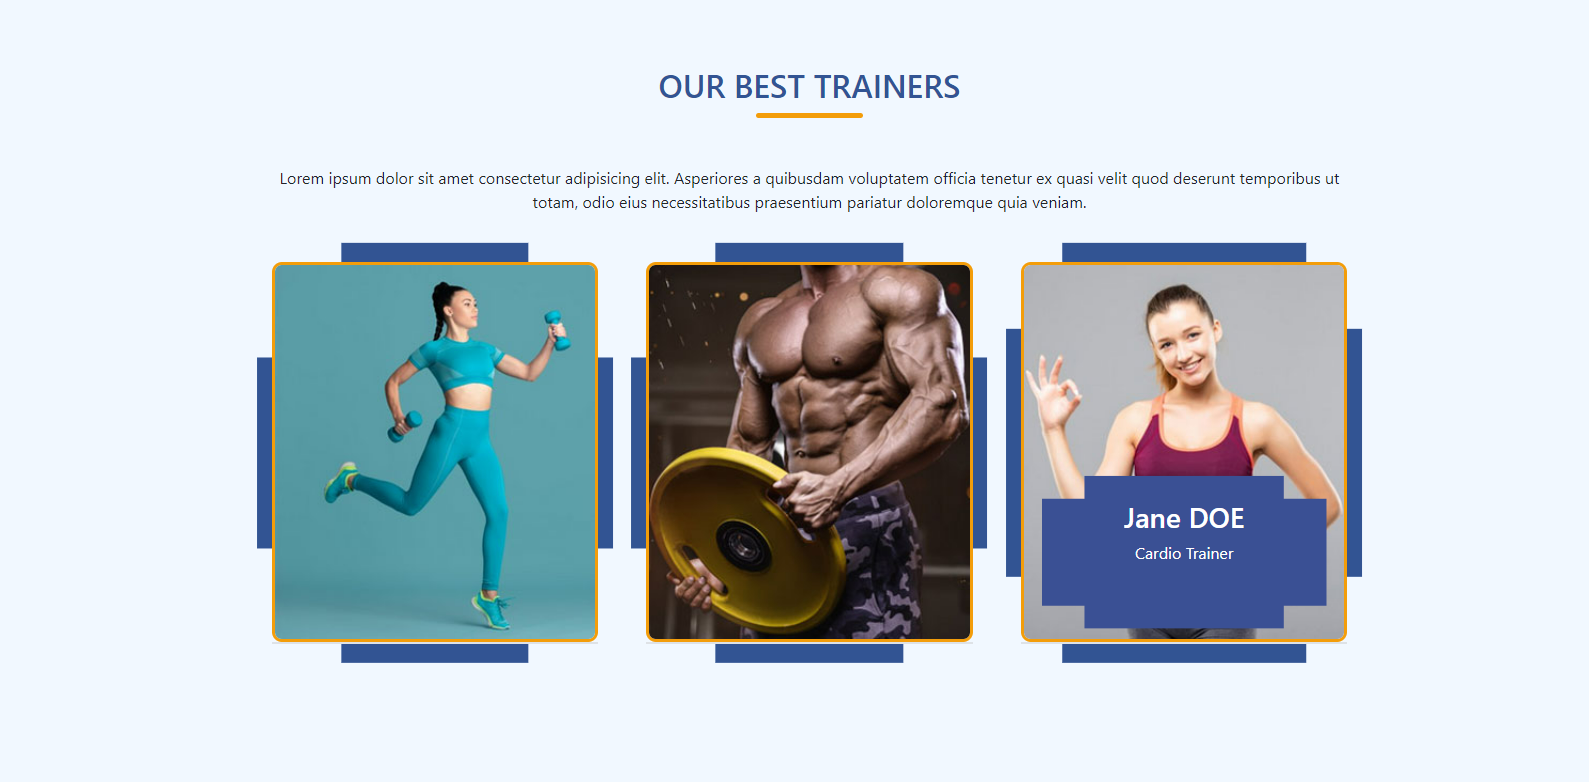 OUR BEST TRAINERS
Lorem ipsum dolor sit amet consectetur adipisicing elit. Asperiores a quibusdam voluptatem officia tenetur ex quasi velit quod deserunt temporibus ut
totam, odio eius necessitatibus praesentium pariatur doloremque quia veniam.
Jane DOE
Cardio Trainer